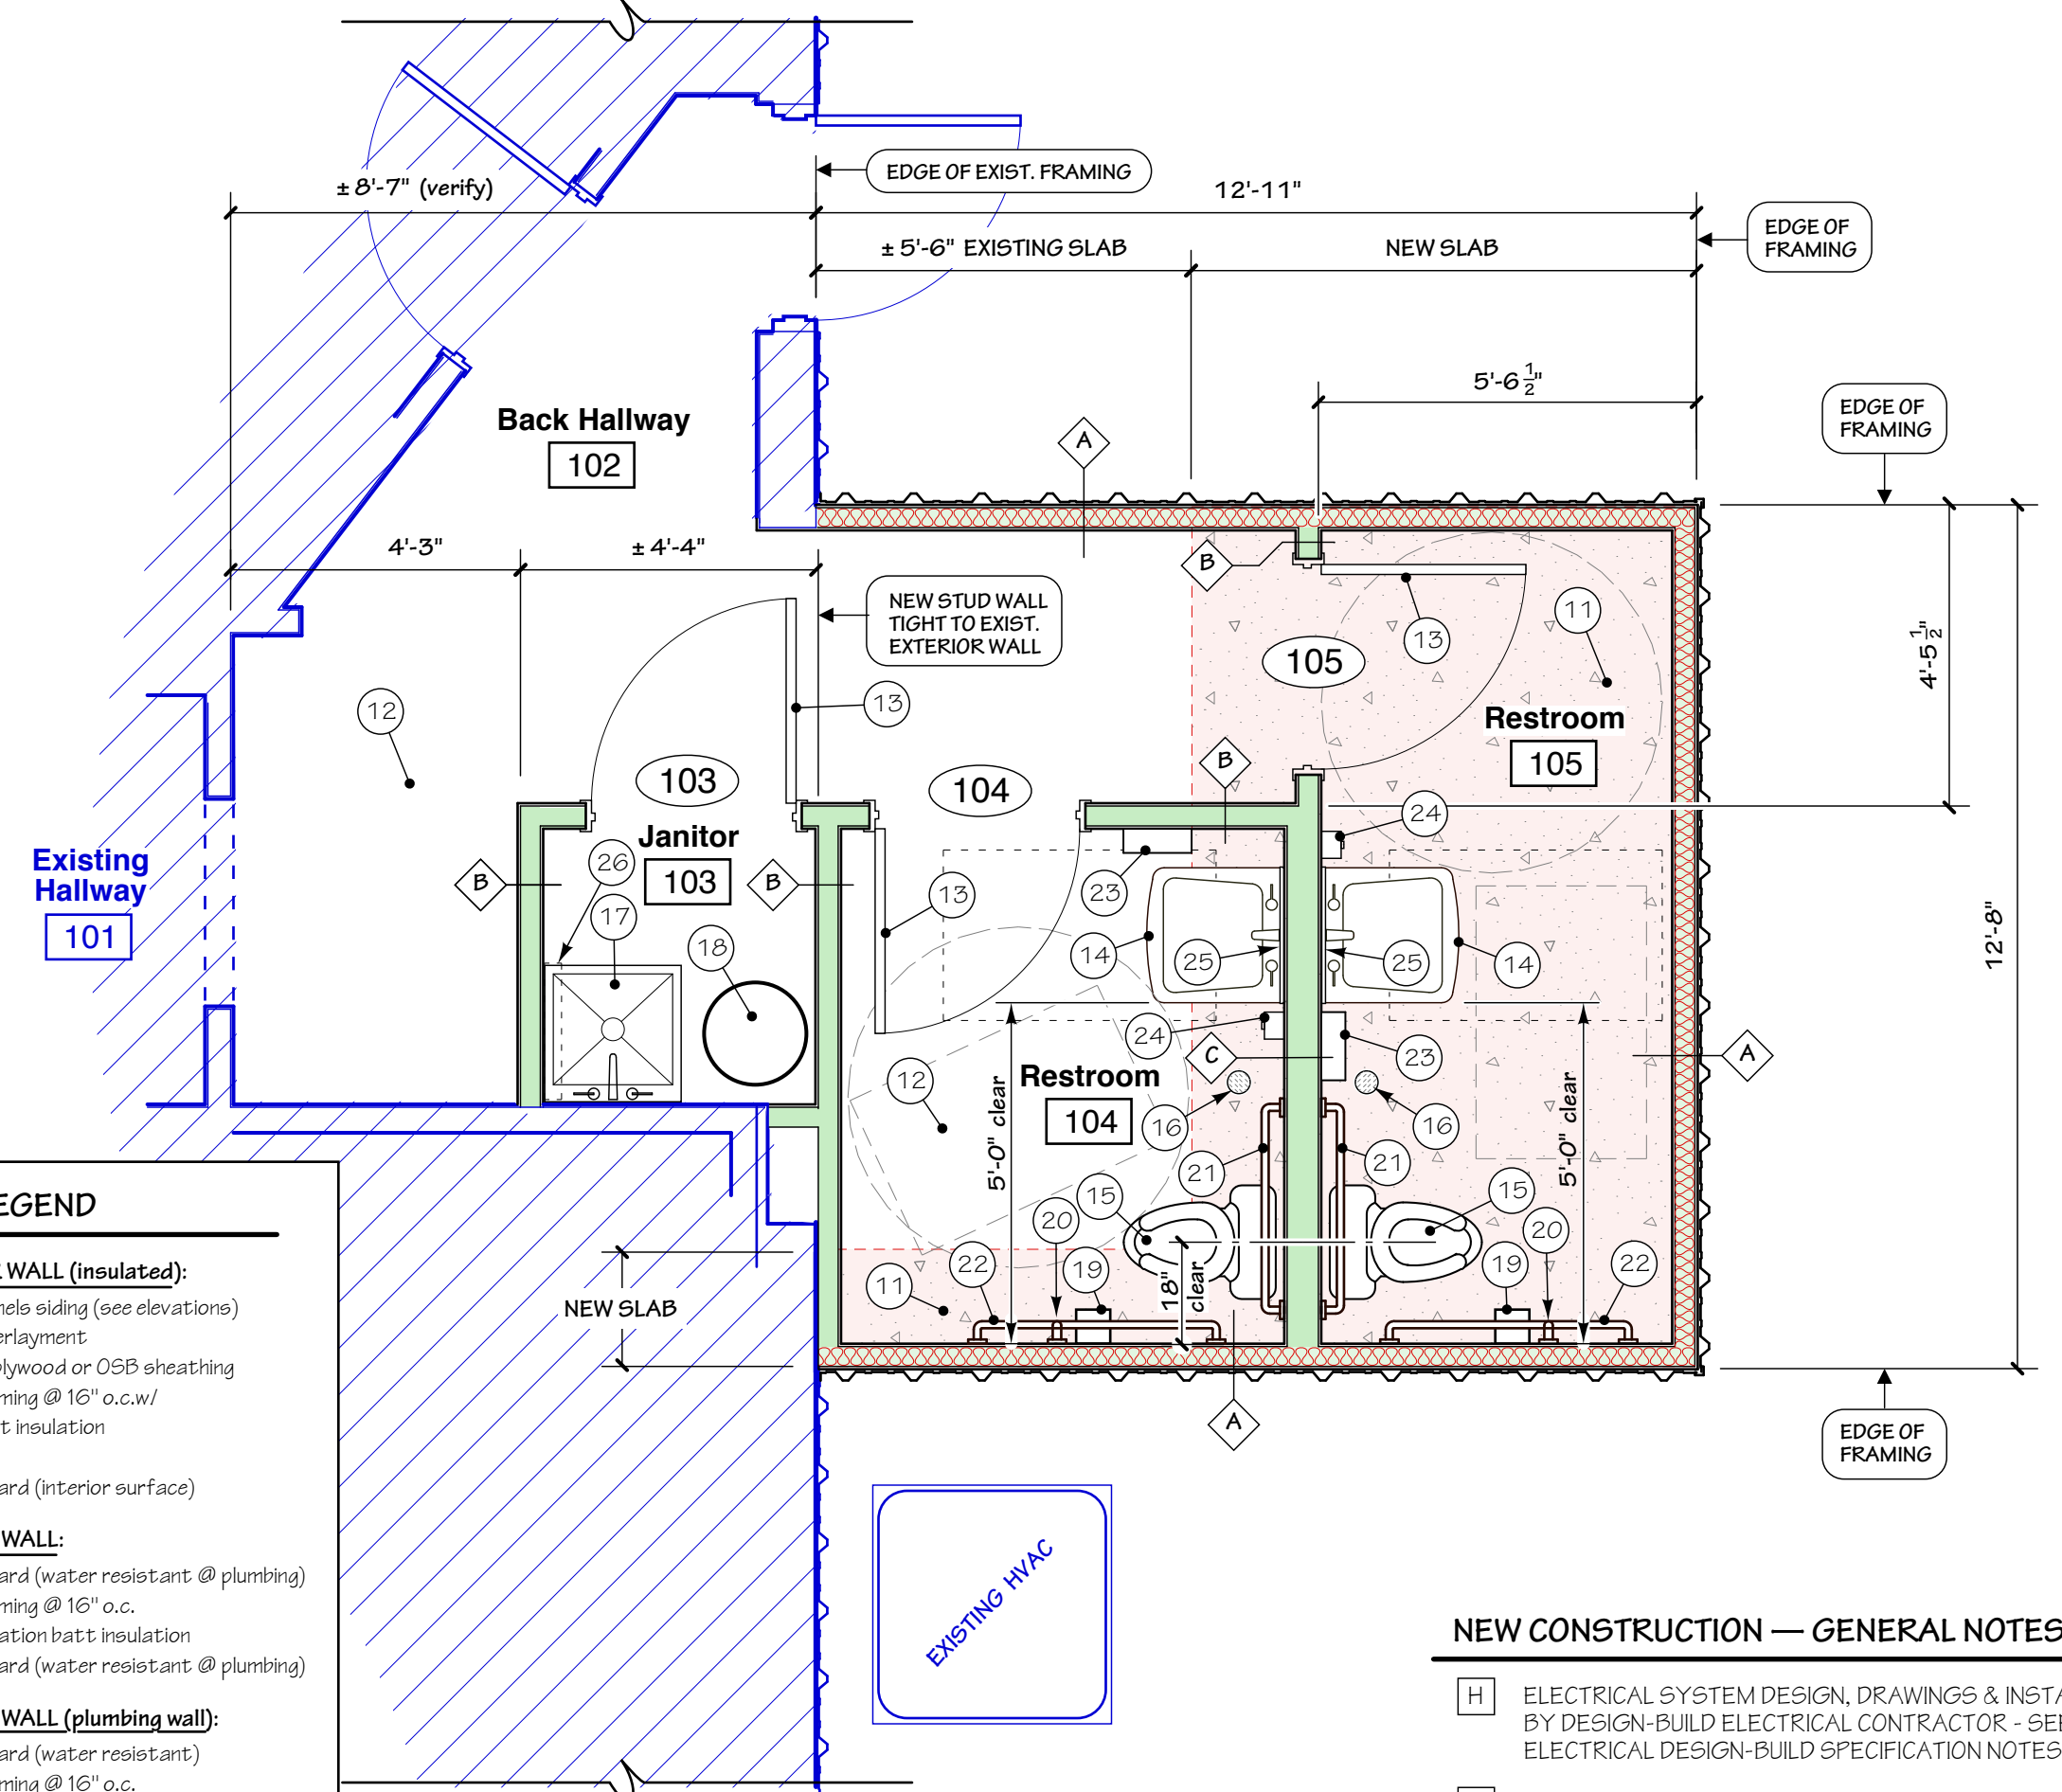 EDGE OF EXIST. FRAMING
± 8'-7" (verify)
12'-11"
EDGE OF
FRAMING
± 5'-6" EXISTING SLAB
NEW SLAB
5'-6 1/2"
Back Hallway
102
A
EDGE OF
FRAMING
4'-3"
± 4'-4"
B
NEW STUD WALL
TIGHT TO EXIST.
EXTERIOR WALL
13
11
105
4'-5 1/2"
12
13
Restroom
105
103
104
B
24
Janitor
103
Existing
Hallway
101
B
26
B
17
13
23
12'-8"
18
14
25
25
14
24
C
23
A
12
Restroom
104
5'-0" clear
16
16
5'-0" clear
21
21
15
15
20
20
11
22
19
18"
clear
19
22
NEW SLAB
A
EDGE OF
FRAMING
EGEND
WALL (insulated):
nels siding (see elevations)
erlayment
plywood or OSB sheathing
ming @ 16" o.c.w/
t insulation
ard (interior surface)
WALL:
ard (water resistant @ plumbing)
ming @ 16" o.c.
ation batt insulation
ard (water resistant @ plumbing)
WALL (plumbing wall):
ard (water resistant)
ming @ 16" o.c.
EXISTING HVAC
NEW CONSTRUCTION — GENERAL NOTES
H
ELECTRICAL SYSTEM DESIGN, DRAWINGS & INSTA
BY DESIGN-BUILD ELECTRICAL CONTRACTOR - SEE
ELECTRICAL DESIGN-BUILD SPECIFICATION NOTES